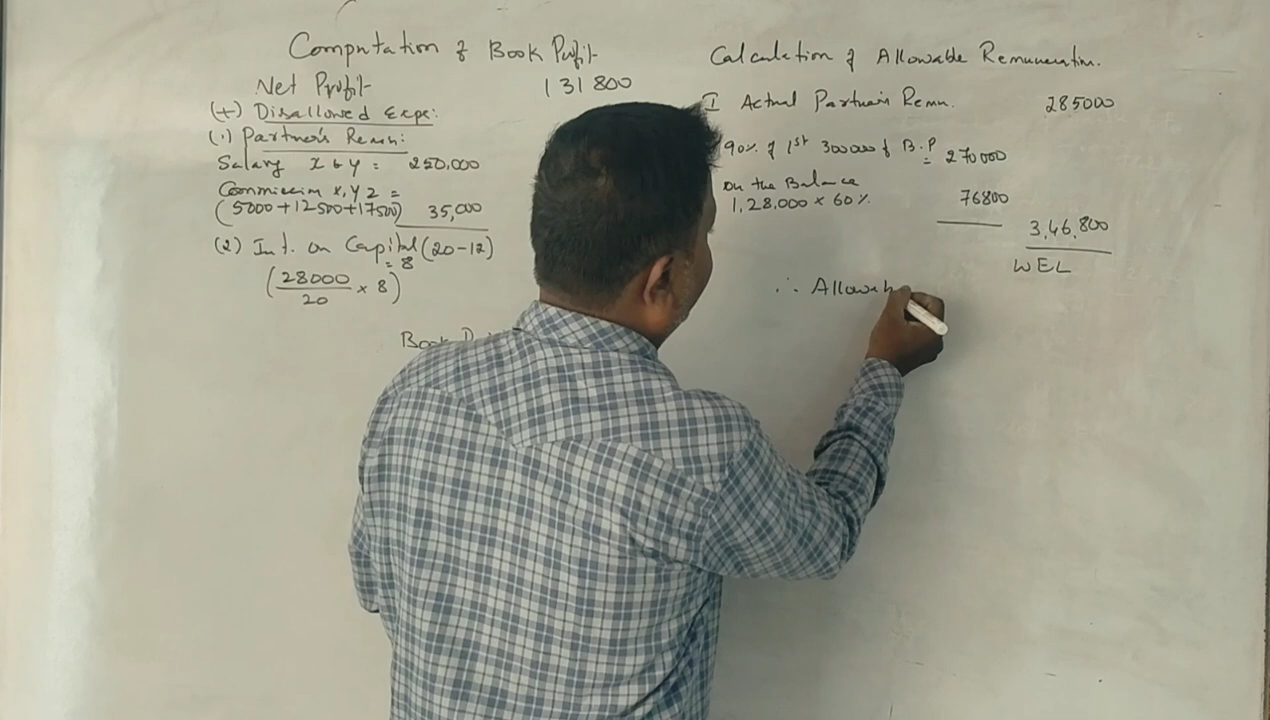 Computation of Book Profit
Net Profit 131800
(+) Disallowed Expe:
(1) Partner's Remn:
Salary X & Y = 250,000
Commission X, Y Z =
(5000+12500+17500) 35,000
(2) Int. on Capital (20-12)
= 8
(28000/20 × 8)
Book
Calculation of Allowable Remuneration.
I Actual Partner's Remn. 285000
90% of 1st 300000 of B.P = 270000
On the Balance
1,28,000 × 60%. 76800
3,46,800
WEL
∴ Allowab